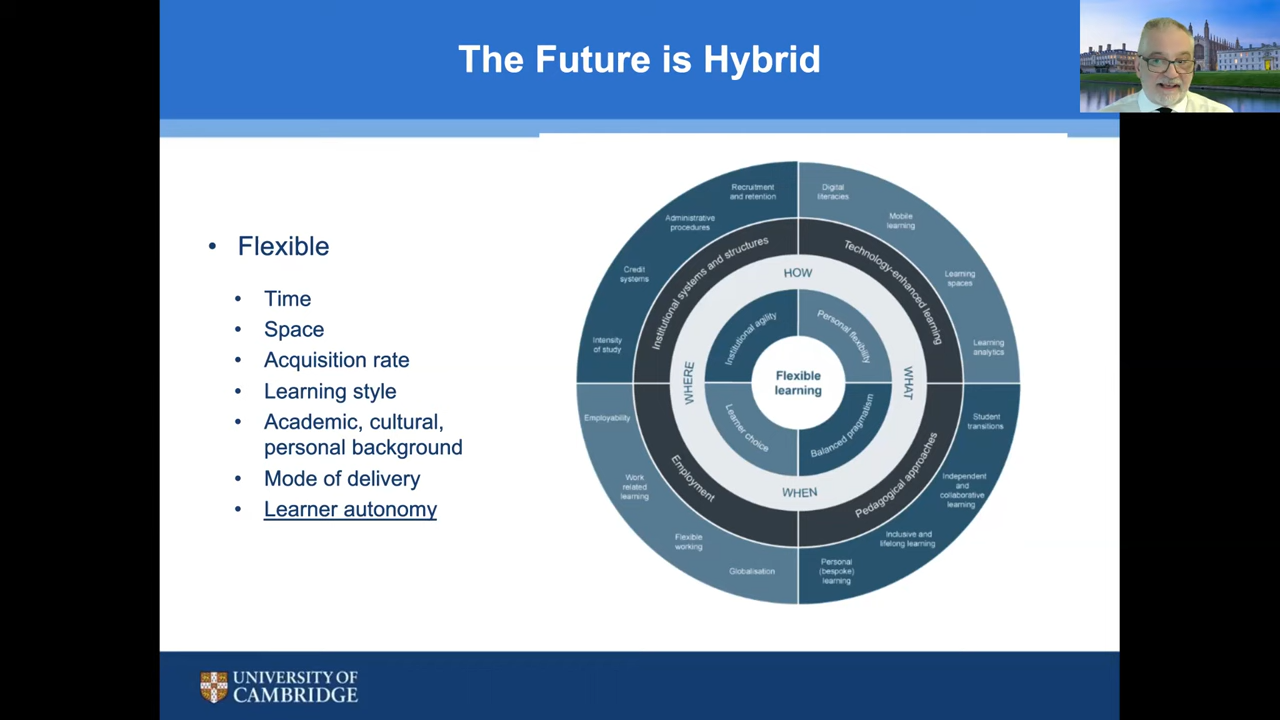 The Future is Hybrid
• Flexible
• Time
• Space
• Acquisition rate
• Learning style
• Academic, cultural,
personal background
• Mode of delivery
• Learner autonomy
Recruitment
and retention
Administrative
procedures
Credit
systems
Intensity
of study
Digital
literacies
Mobile
learning
Learning
spaces
Learning
analytics
Institutional systems and structures
Technology-enhanced learning
HOW
WHERE
WHAT
WHEN
Institutional agility
Personal flexibility
Flexible
learning
Learner choice
Balanced pragmatism
Employment
Pedagogical approaches
Employability
Work
related
learning
Flexible
working
Globalisation
Student
transitions
Independent
and
collaborative
learning
Inclusive and
lifelong learning
Personal
(bespoke)
learning
UNIVERSITY OF
CAMBRIDGE